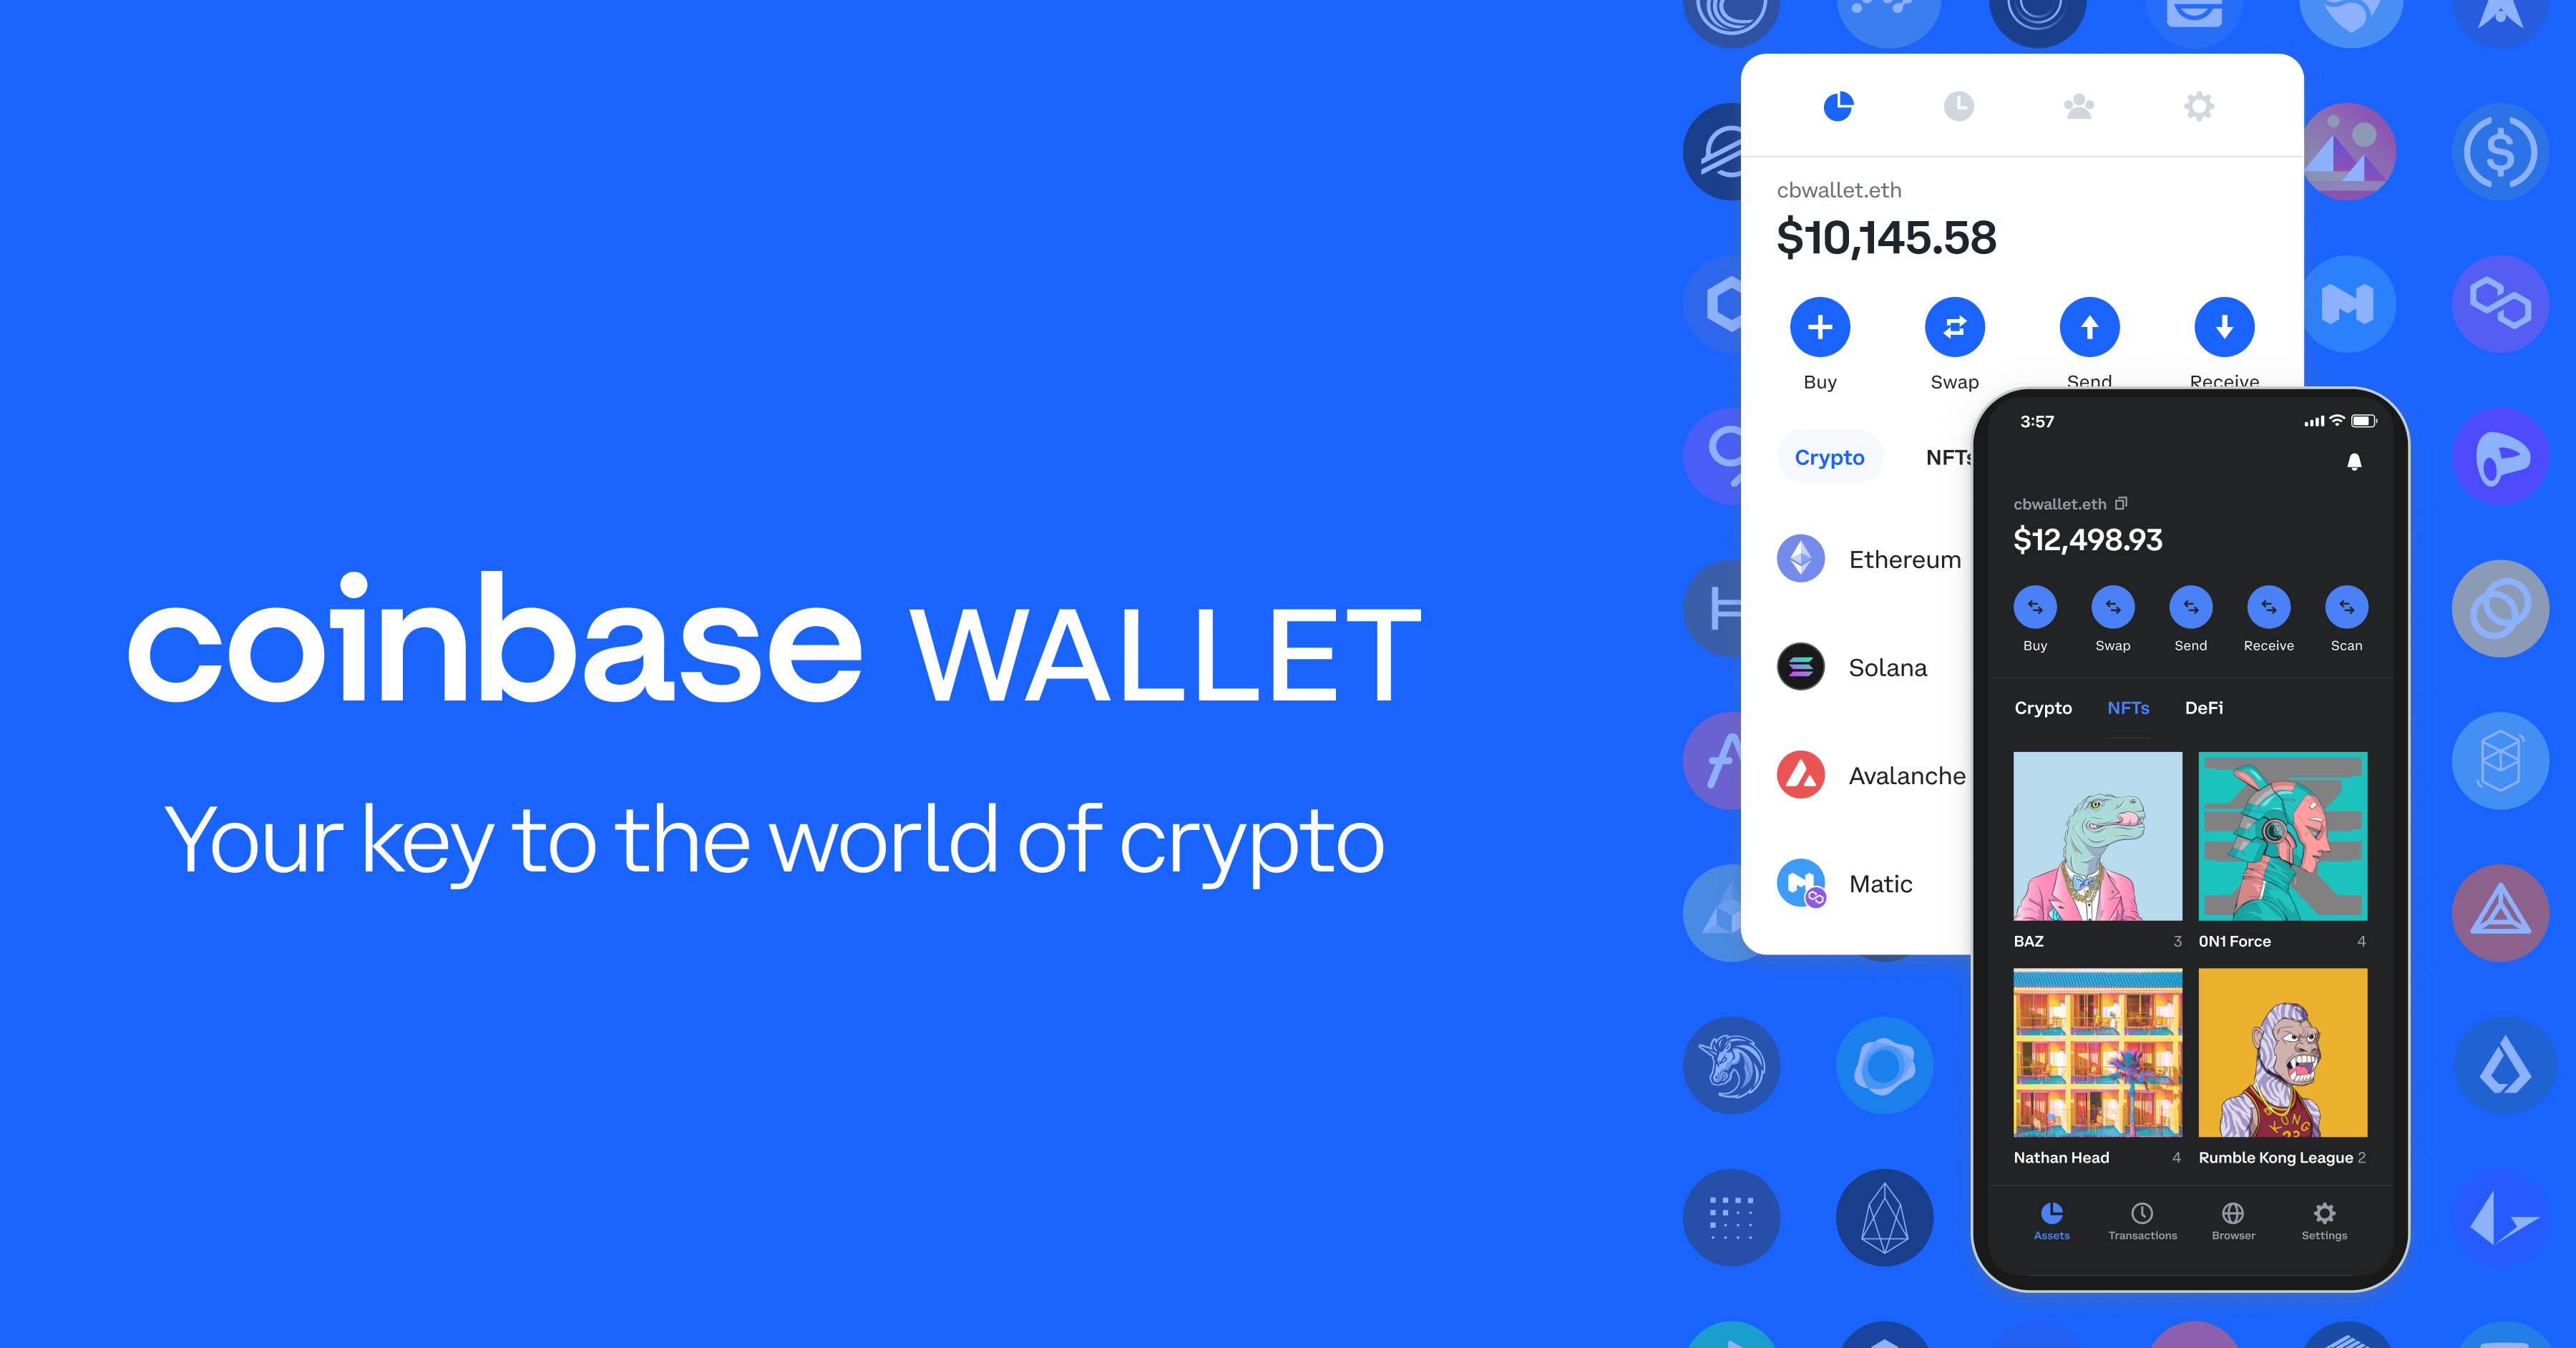 coinbase WALLET
Your key to the world of crypto
cbwallet.eth
$10,145.58
Buy Swap Send Receive
Crypto NFTs
Ethereum
Solana
Avalanche
Matic
3:57
cbwallet.eth
$12,498.93
Buy Swap Send Receive Scan
Crypto NFTs DeFi
BAZ 3 0N1 Force 4
KONG
23
Nathan Head 4 Rumble Kong League 2
Assets Transactions Browser Settings